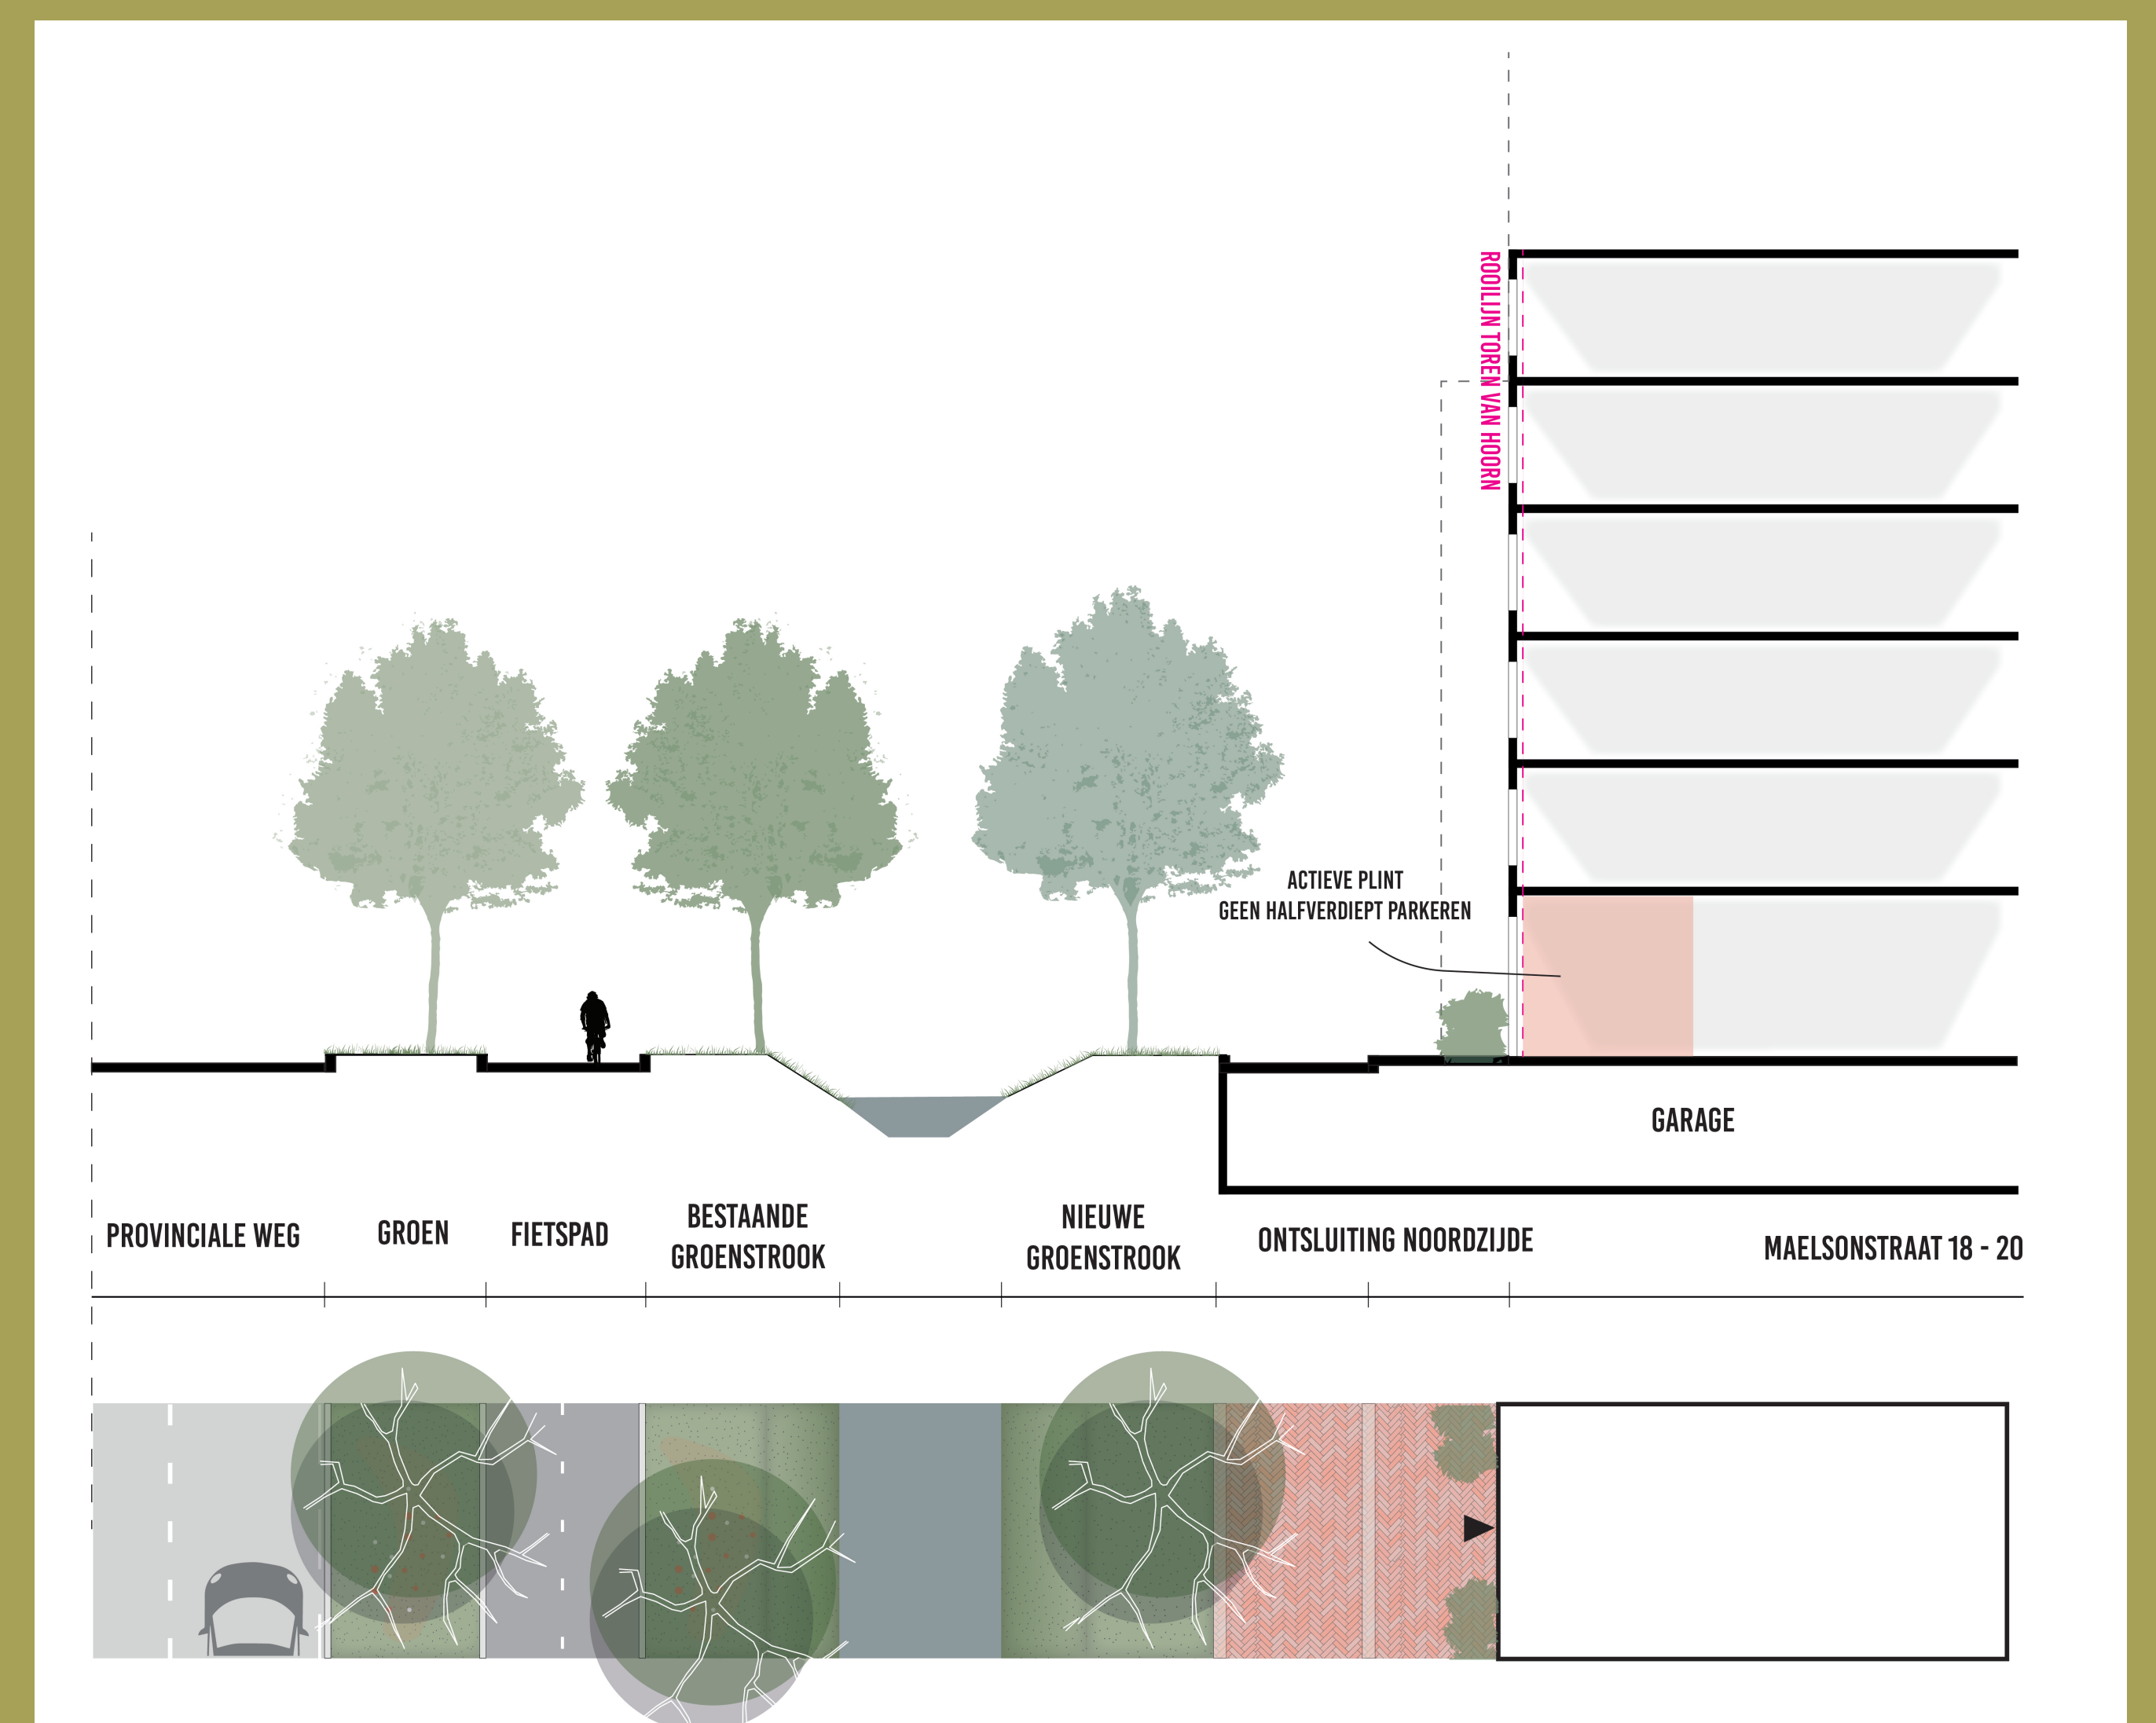 ROOILIJN TOREN VAN HOORN
ACTIEVE PLINT
GEEN HALFVERDIEPT PARKEREN
GARAGE
PROVINCIALE WEG
GROEN
FIETSPAD
BESTAANDE
GROENSTROOK
NIEUWE
GROENSTROOK
ONTSLUITING NOORDZIJDE
MAELSONSTRAAT 18 - 20